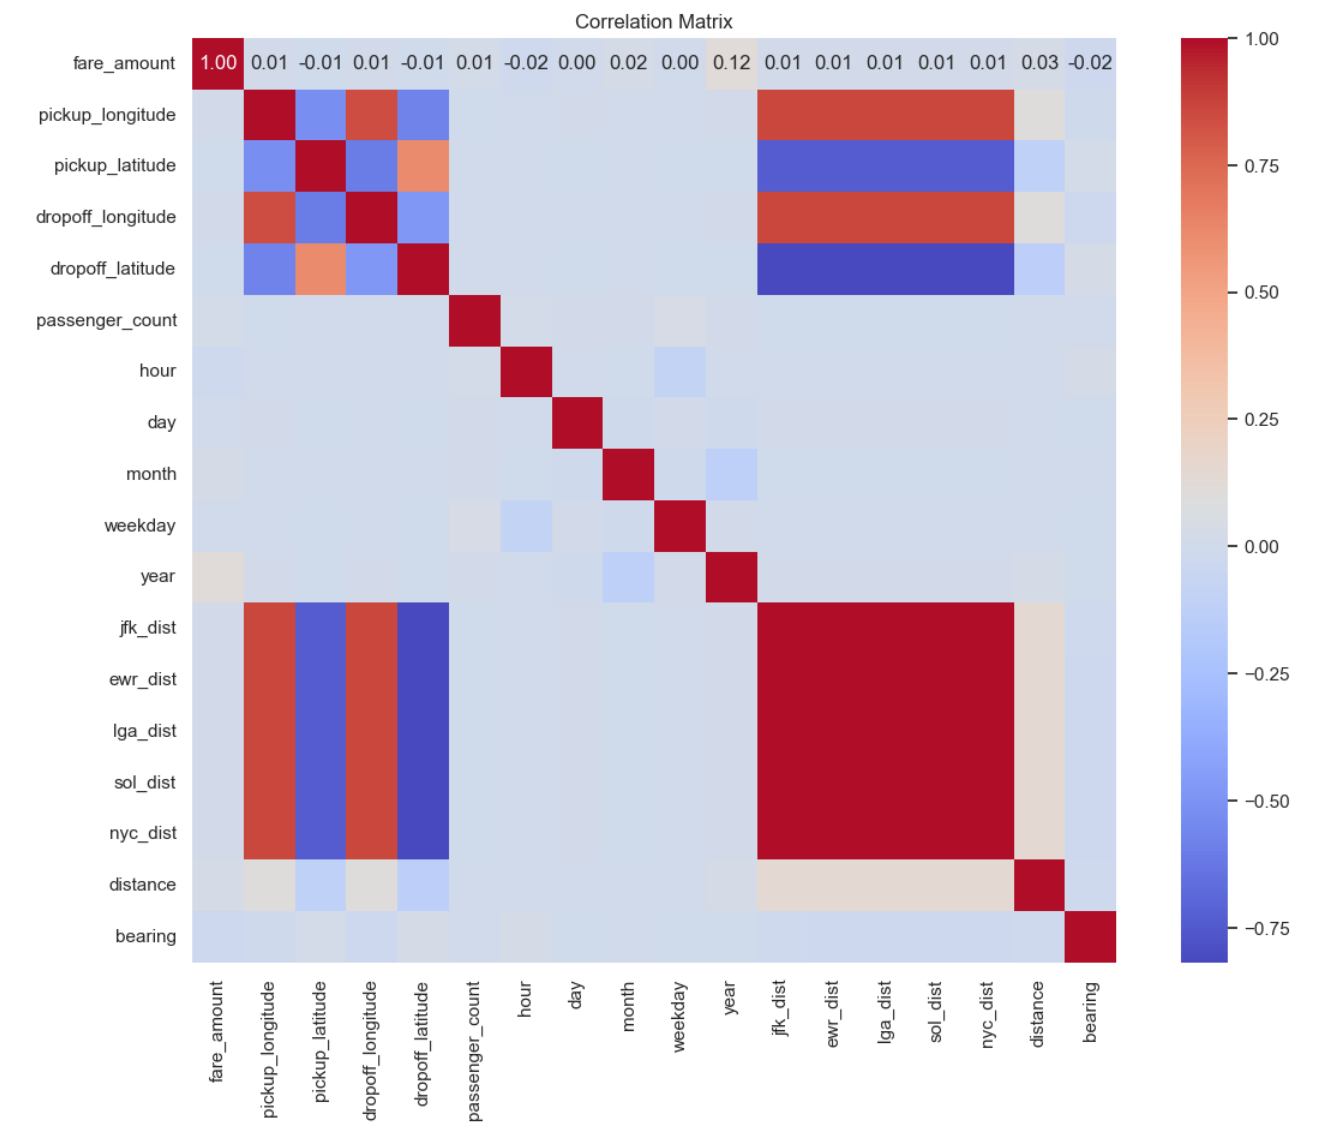 Correlation Matrix
fare_amount 1.00 0.01 -0.01 0.01 -0.01 0.01 -0.02 0.00 0.02 0.00 0.12 0.01 0.01 0.01 0.01 0.01 0.03 -0.02
pickup_longitude
pickup_latitude
dropoff_longitude
dropoff_latitude
passenger_count
hour
day
month
weekday
year
jfk_dist
ewr_dist
lga_dist
sol_dist
nyc_dist
distance
bearing
fare_amount
pickup_longitude
pickup_latitude
dropoff_longitude
dropoff_latitude
passenger_count
hour
day
month
weekday
year
jfk_dist
ewr_dist
lga_dist
sol_dist
nyc_dist
distance
bearing
1.00
0.75
0.50
0.25
0.00
−0.25
−0.50
−0.75